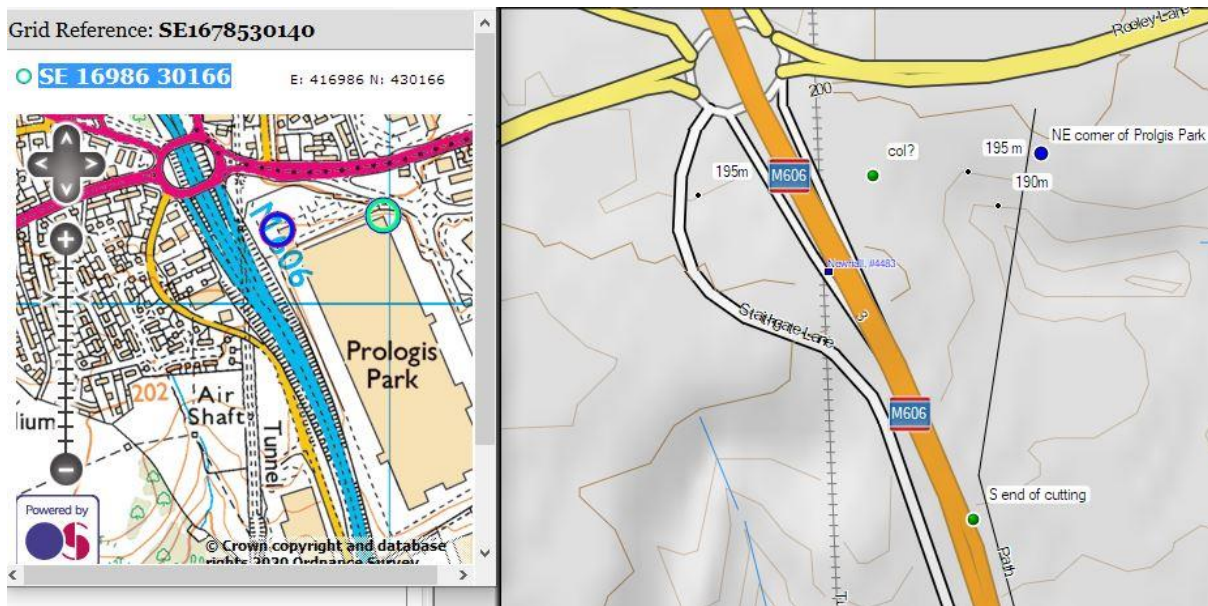 Grid Reference: SE1678530140
SE 16986 30166 E: 416986 N: 430166
M606
Prologis
Park
202
Air
Shaft
lium
Tunnel
Powered by
OS
© Crown copyright and database
rights 2020 Ordnance Survey
Rooley Lane
200
NE corner of Prolgis Park
col?
195 m
195m
M606
190m
Newhall, #4483
3
Staithgate Lane
M606
S end of cutting
Path
Tu